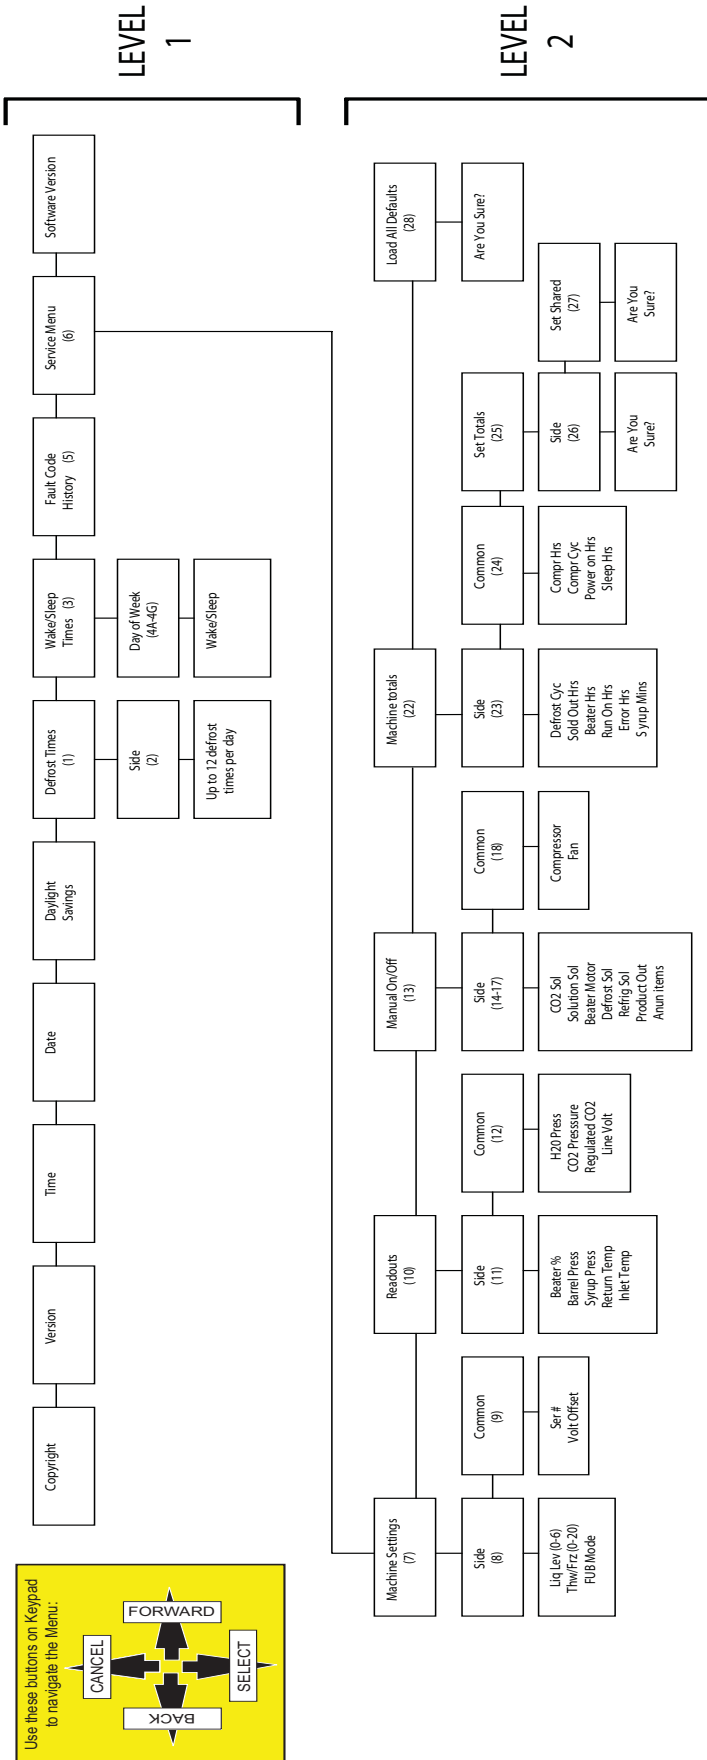 Use these buttons on Keypad
to navigate the Menu:
CANCEL
BACK
FORWARD
SELECT
LEVEL
1
Copyright
Version
Time
Date
Daylight
Savings
Defrost Times
(1)
Side
(2)
Up to 12 defrost
times per day
Wake/Sleep
Times (3)
Day of Week
(4A-4G)
Wake/Sleep
Fault Code
History (5)
Service Menu
(6)
Software Version
LEVEL
2
Machine Settings
(7)
Side
(8)
Liq Lev (0-6)
Thw/Frz (0-20)
FUB Mode
Common
(9)
Ser #
Volt Offset
Readouts
(10)
Side
(11)
Beater %
Barrel Press
Syrup Press
Return Temp
Inlet Temp
Common
(12)
H20 Press
CO2 Presssure
Regulated CO2
Line Volt
Manual On/Off
(13)
Side
(14-17)
CO2 Sol
Solution Sol
Beater Motor
Defrost Sol
Refrig Sol
Product Out
Anun items
Common
(18)
Compressor
Fan
Machine totals
(22)
Side
(23)
Defrost Cyc
Sold Out Hrs
Beater Hrs
Run On Hrs
Error Hrs
Syrup Mins
Common
(24)
Compr Hrs
Compr Cyc
Power on Hrs
Sleep Hrs
Set Totals
(25)
Side
(26)
Are You
Sure?
Set Shared
(27)
Are You
Sure?
Load All Defaults
(28)
Are You Sure?